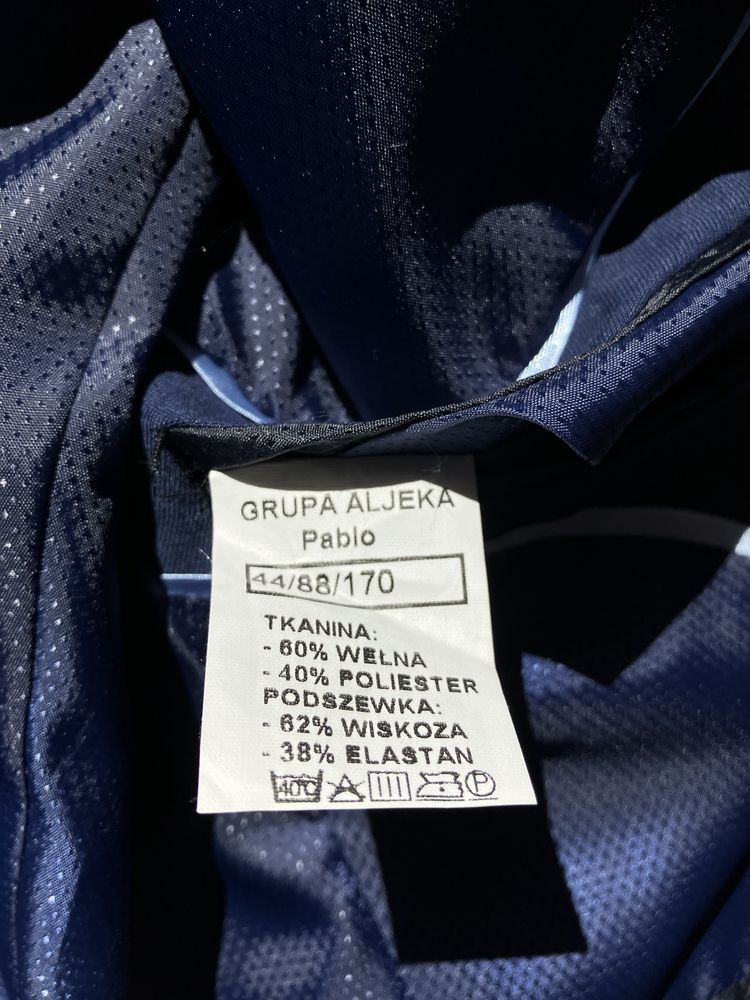 GRUPA ALJEKA
Pablo
44/88/170
TKANINA:
- 60% WEŁNA
- 40% POLIESTER
PODSZEWKA:
- 62% WISKOZA
- 38% ELASTAN
40°C P